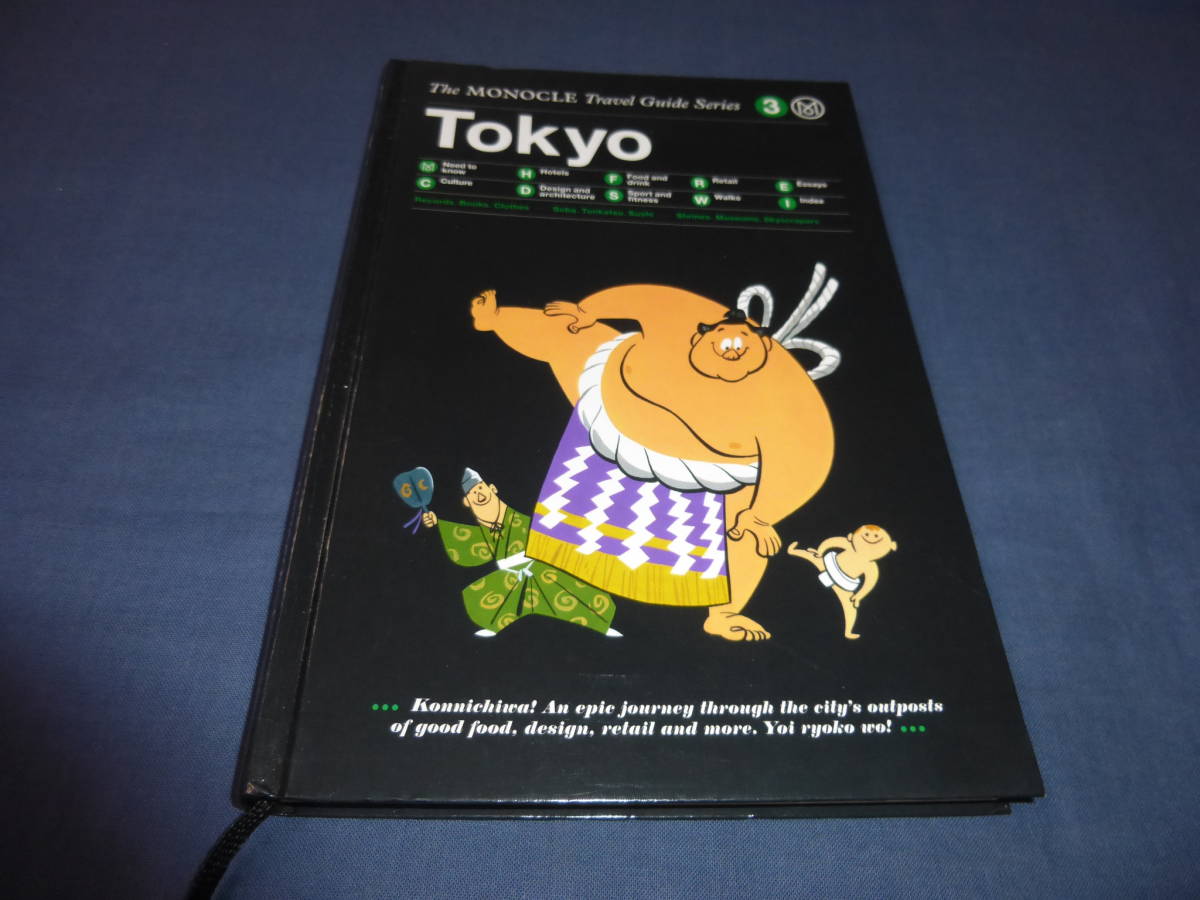 The MONOCLE Travel Guide Series 3
Tokyo
M Need to know H Hotels F Food and drink R Retail E Essays
C Culture D Design and architecture S Sport and fitness W Walks I Index
Records, Books, Clothes Soba, Tonkatsu, Sushi Shrines, Museums, Skyscrapers
••• Konnichiwa! An epic journey through the city's outposts
of good food, design, retail and more. Yoi ryoko wo! •••